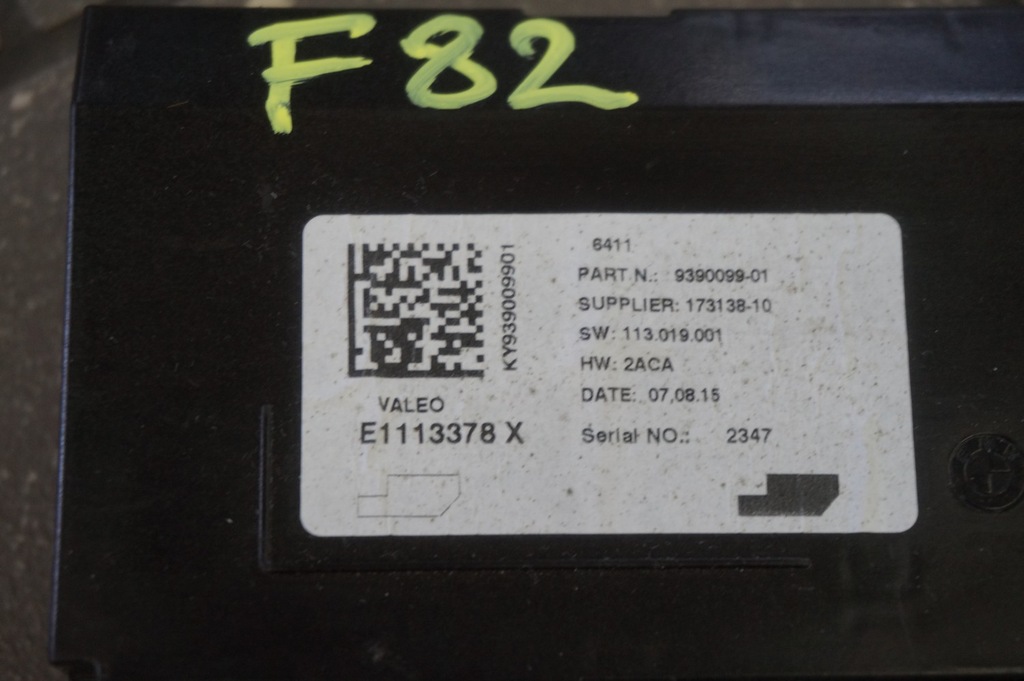 F82
KY939009901
6411
PART N.: 9390099-01
SUPPLIER: 173138-10
SW: 113.019.001
HW: 2ACA
DATE: 07.08.15
VALEO
E1113378 X
Serial NO.: 2347